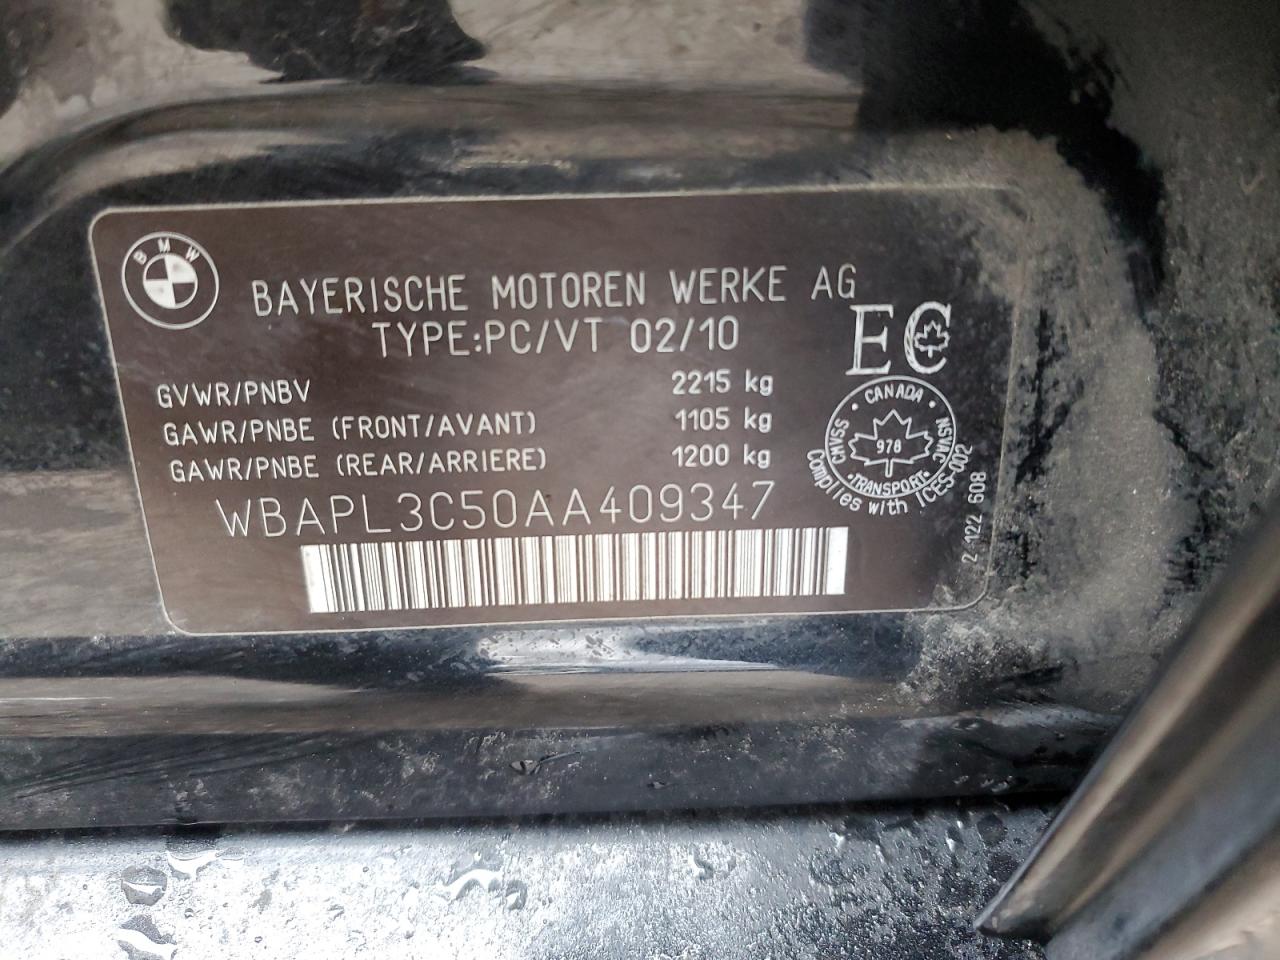 BMW
BAYERISCHE MOTOREN WERKE AG
TYPE:PC/VT 02/10
EC
GVWR/PNBV 2215 kg
GAWR/PNBE (FRONT/AVANT) 1105 kg
GAWR/PNBE (REAR/ARRIERE) 1200 kg
WBAPL3C50AA409347
• CANADA •
CMVSS
NSVAC
978
• TRANSPORT •
Complies with ICES-002
2 122 608